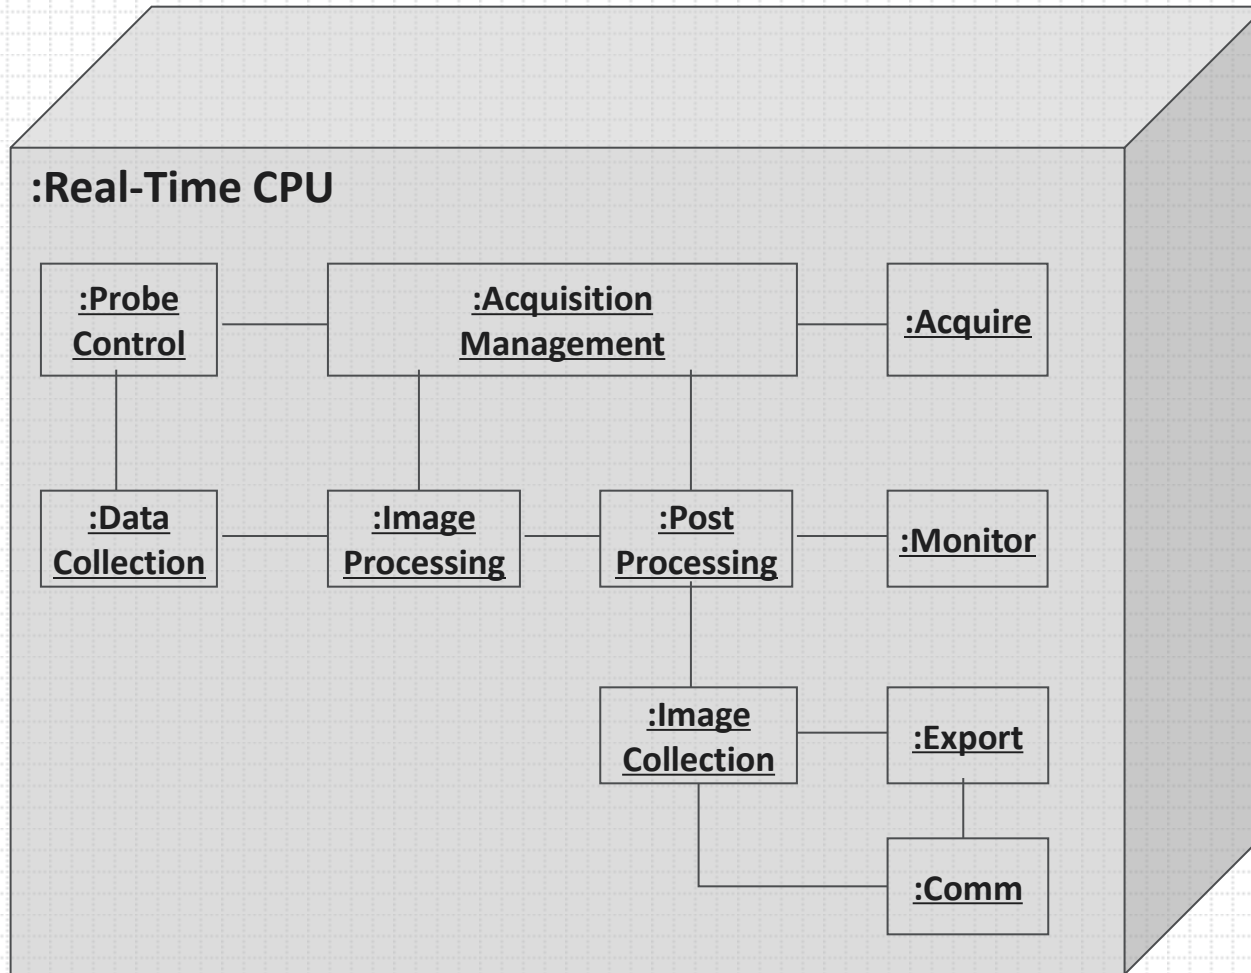 :Real-Time CPU
:Probe
Control
:Acquisition
Management
:Acquire
:Data
Collection
:Image
Processing
:Post
Processing
:Monitor
:Image
Collection
:Export
:Comm